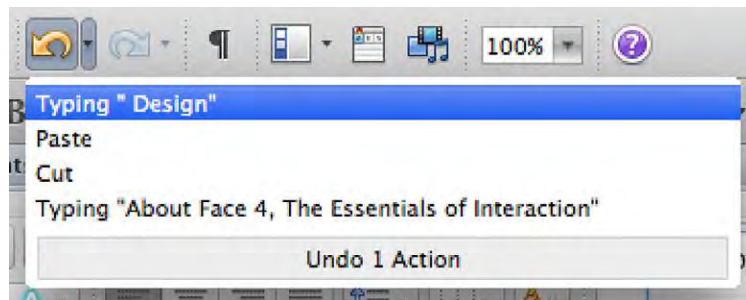 100%
Typing " Design"
Paste
Cut
Typing "About Face 4, The Essentials of Interaction"
Undo 1 Action